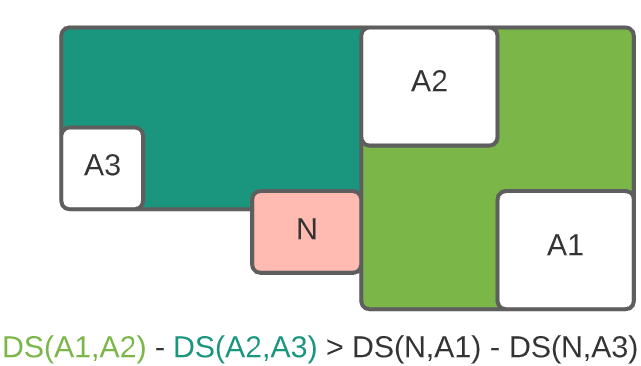 A2
A3
N
A1
DS(A1,A2) - DS(A2,A3) > DS(N,A1) - DS(N,A3)